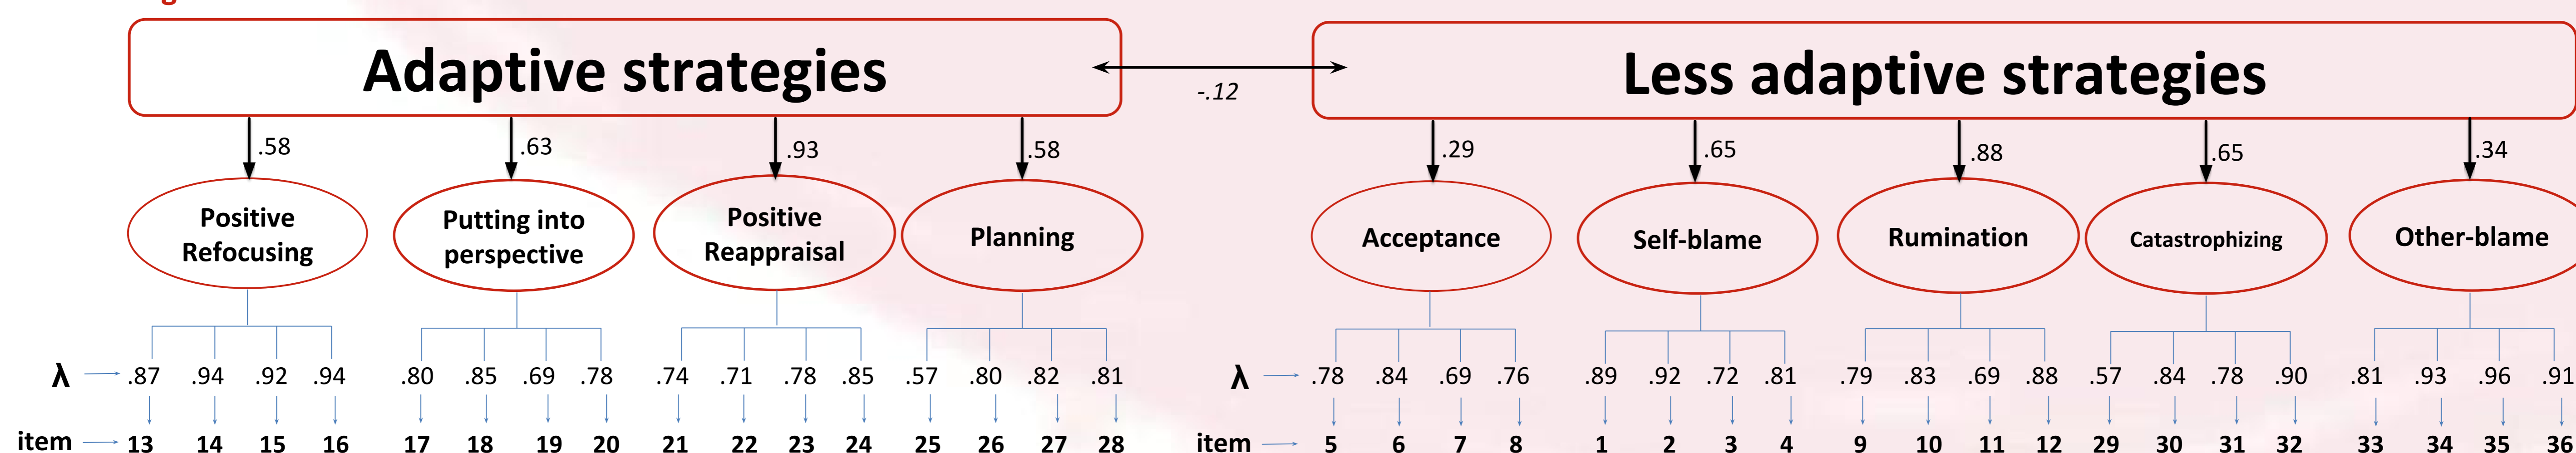 Adaptive strategies
Less adaptive strategies
-.12
.58 .63 .93 .58
.29 .65 .88 .65 .34
Positive
Refocusing
Putting into
perspective
Positive
Reappraisal
Planning
Acceptance
Self-blame
Rumination
Catastrophizing
Other-blame
λ .87 .94 .92 .94 .80 .85 .69 .78 .74 .71 .78 .85 .57 .80 .82 .81
item 13 14 15 16 17 18 19 20 21 22 23 24 25 26 27 28
λ .78 .84 .69 .76 .89 .92 .72 .81 .79 .83 .69 .88 .57 .84 .78 .90 .81 .93 .96 .91
item 5 6 7 8 1 2 3 4 9 10 11 12 29 30 31 32 33 34 35 36